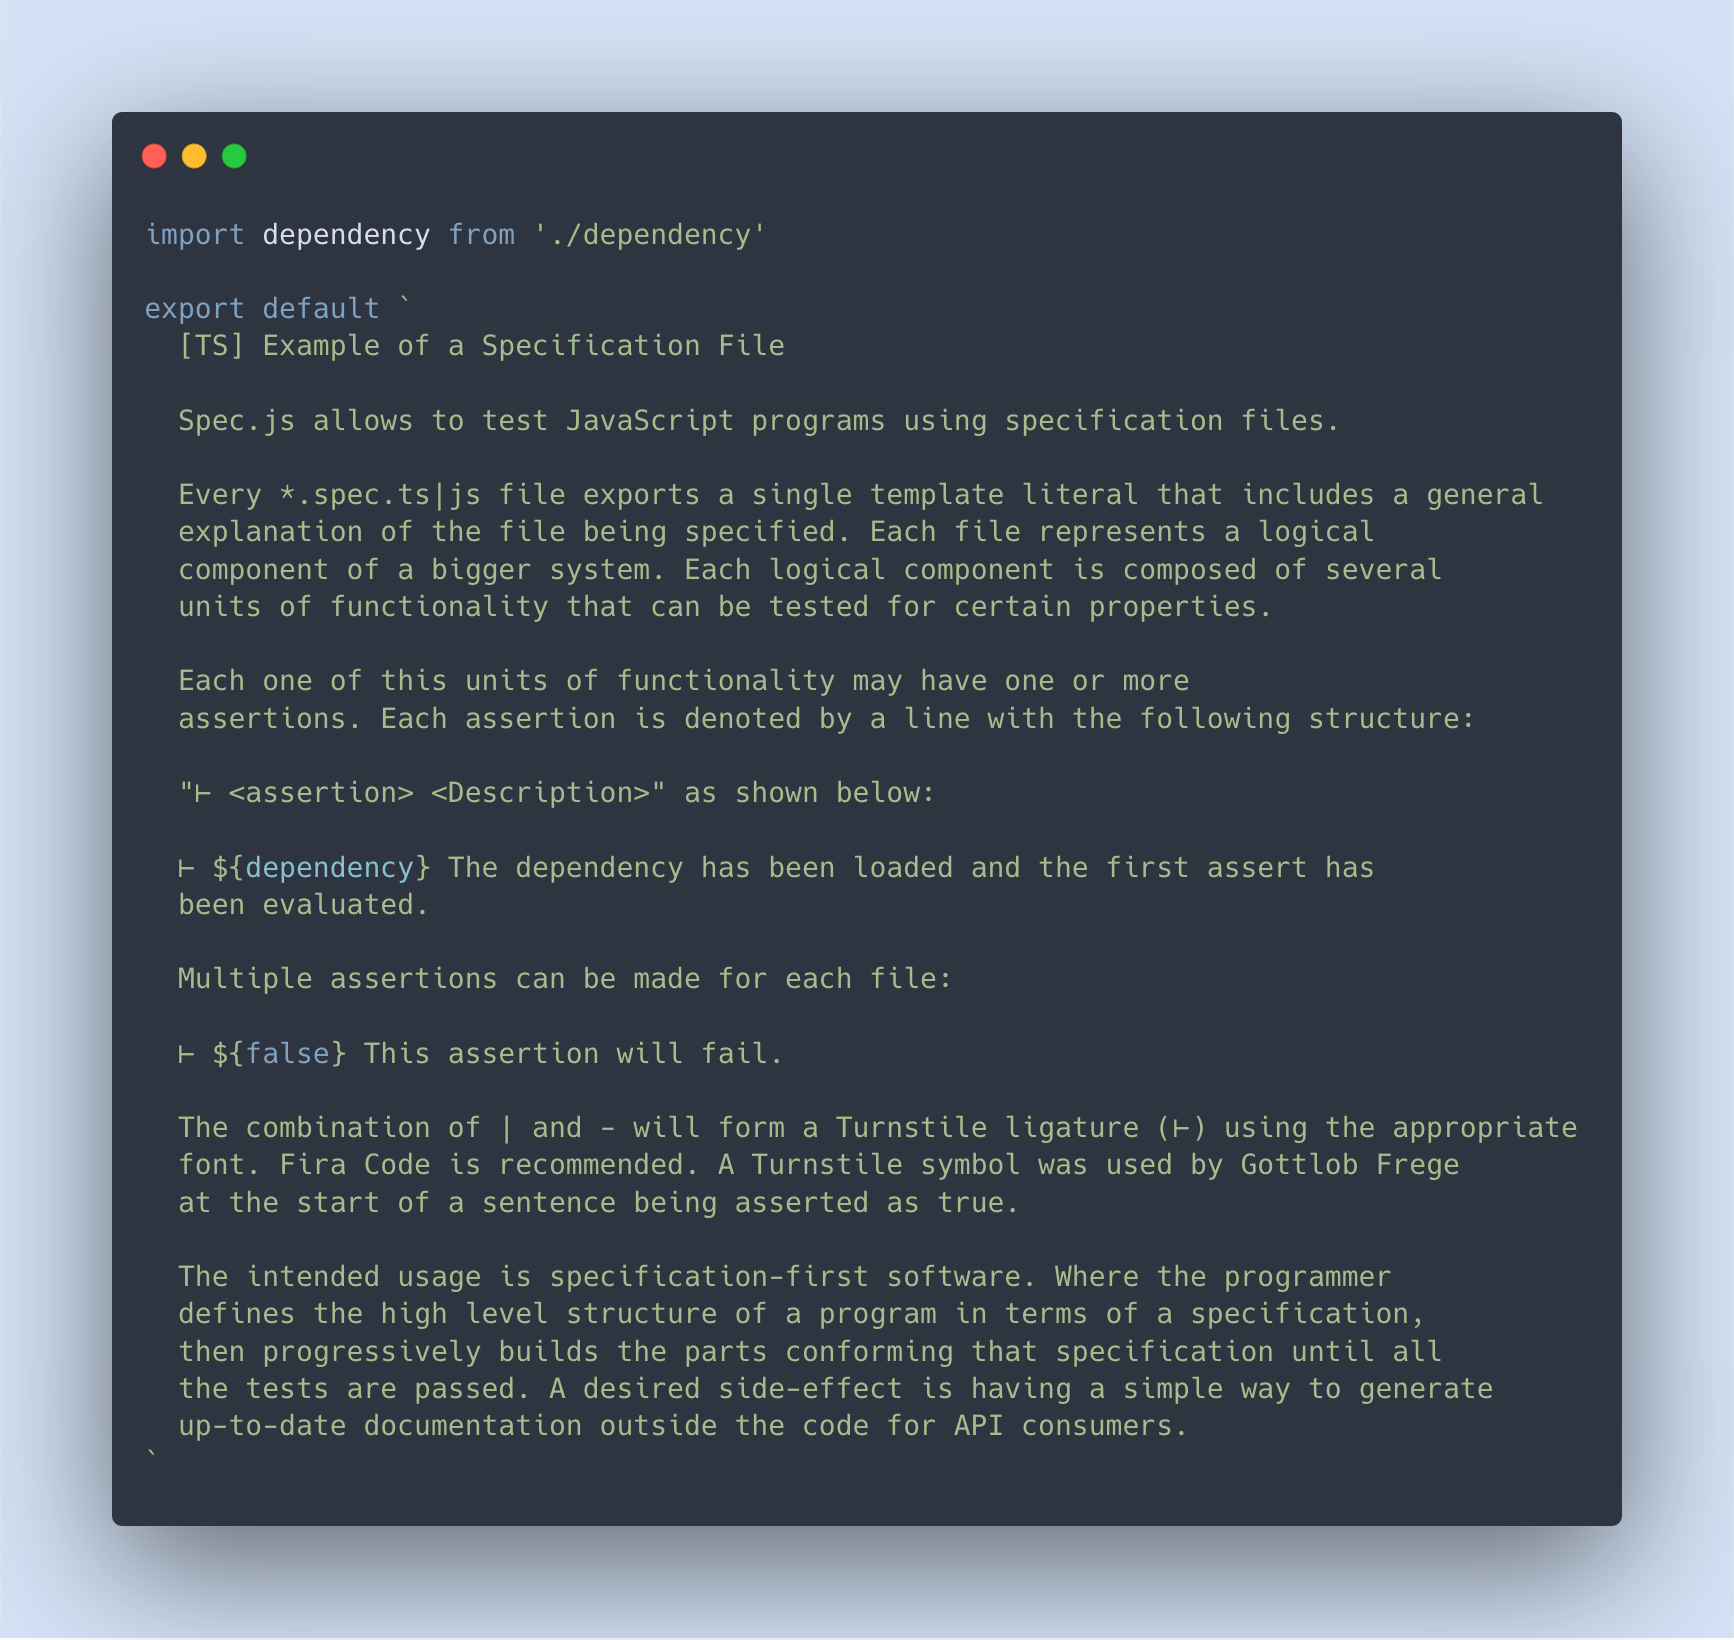 import dependency from './dependency'
export default `
[TS] Example of a Specification File
Spec.js allows to test JavaScript programs using specification files.
Every *.spec.ts|js file exports a single template literal that includes a general
explanation of the file being specified. Each file represents a logical
component of a bigger system. Each logical component is composed of several
units of functionality that can be tested for certain properties.
Each one of this units of functionality may have one or more
assertions. Each assertion is denoted by a line with the following structure:
"⊢ <assertion> <Description>" as shown below:
⊢ ${dependency} The dependency has been loaded and the first assert has
been evaluated.
Multiple assertions can be made for each file:
⊢ ${false} This assertion will fail.
The combination of | and - will form a Turnstile ligature (⊢) using the appropriate
font. Fira Code is recommended. A Turnstile symbol was used by Gottlob Frege
at the start of a sentence being asserted as true.
The intended usage is specification-first software. Where the programmer
defines the high level structure of a program in terms of a specification,
then progressively builds the parts conforming that specification until all
the tests are passed. A desired side-effect is having a simple way to generate
up-to-date documentation outside the code for API consumers.
`